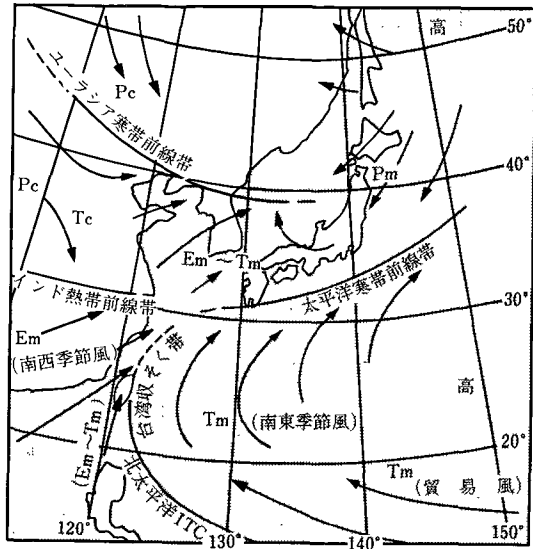 高
50°
Pc
ユーラシア寒帯前線帯
40°
Pm
Pc
Tc
Em～Tm
太平洋寒帯前線帯
インド熱帯前線帯
30°
Em
(南西季節風)
台湾収そく帯
高
Tm
(南東季節風)
20°
(Em～Tm)
Tm
(貿易風)
北太平洋ITC
120°
130°
140°
150°